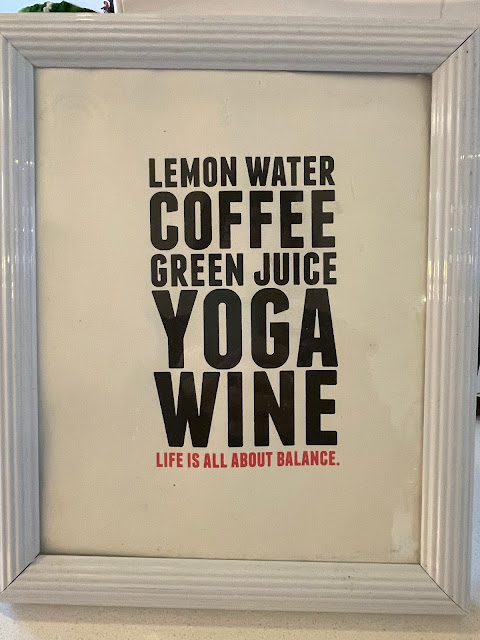 LEMON WATER
COFFEE
GREEN JUICE
YOGA
WINE
LIFE IS ALL ABOUT BALANCE.